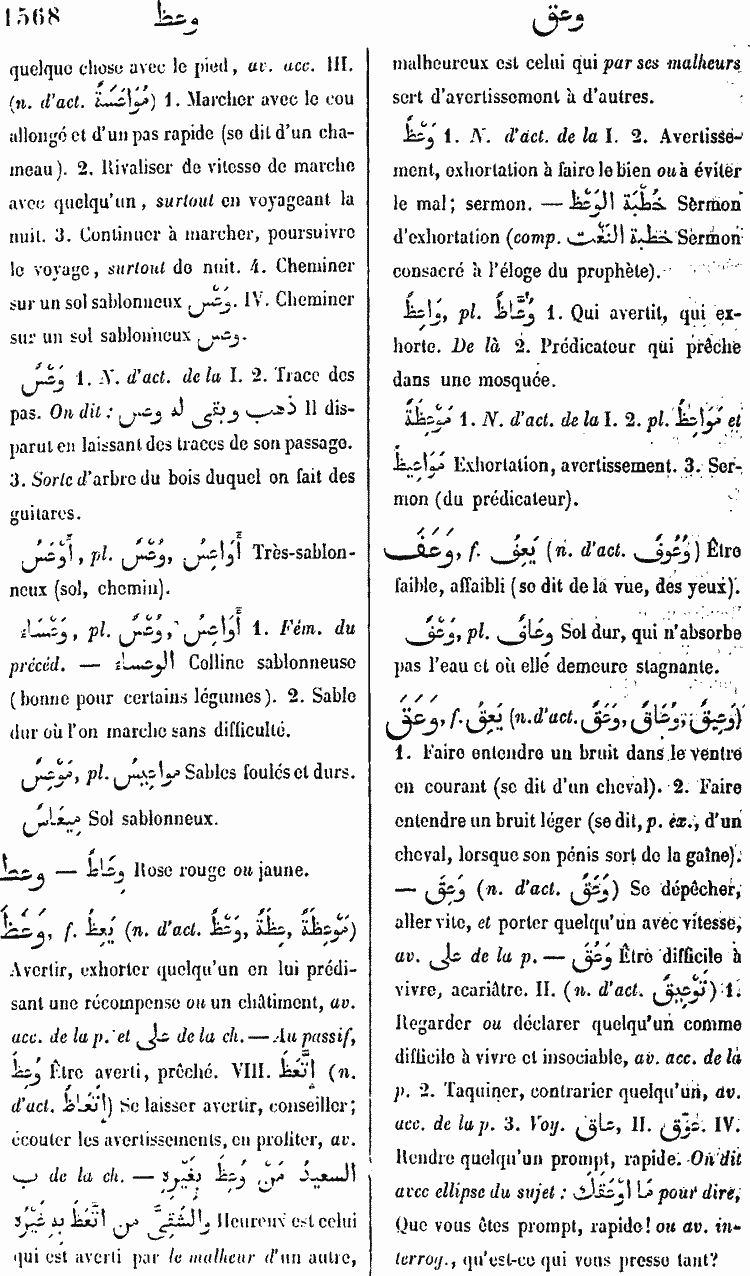 1568 وعظ وعق
quelque chose avec le pied, av. acc. III.
(n. d'act. مُوَاعَسَةٌ) 1. Marcher avec le cou
allongé et d'un pas rapide (se dit d'un cha-
meau). 2. Rivaliser de vitesse de marche
avec quelqu'un, surtout en voyageant la
nuit. 3. Continuer à marcher, poursuivre
le voyage, surtout de nuit. 4. Cheminer
sur un sol sablonneux وَعْس. IV. Cheminer
sur un sol sablonneux وعس.
وَعْسٌ 1. N. d'act. de la I. 2. Trace des
pas. On dit : ذهب وبقى له وعس Il dis-
parut en laissant des traces de son passage.
3. Sorte d'arbre du bois duquel on fait des
guitares.
أَوْعَسُ, pl. وُعْسٌ, أَوَاعِسُ Très-sablon-
neux (sol, chemin).
وَعْسَاءُ, pl. وُعْسٌ, أَوَاعِسُ 1. Fém. du
précéd. — الوعساء Colline sablonneuse
(bonne pour certains légumes). 2. Sable
dur où l'on marche sans difficulté.
مَوْعِسٌ, pl. مواعيس Sables foulés et durs.
مِيعَاسٌ Sol sablonneux.
وعط — وِعَاطٌ Rose rouge ou jaune.
وَعَظَ, f. يَعِظُ (n. d'act. وَعْظٌ, عِظَةٌ, مَوْعِظَةٌ)
Avertir, exhorter quelqu'un en lui prédi-
sant une récompense ou un châtiment, av.
acc. de la p. et على de la ch. — Au passif,
وُعِظَ Être averti, prêché. VIII. اِتَّعَظَ (n.
d'act. اِتِّعَاظٌ) Se laisser avertir, conseiller;
écouter les avertissements, en profiter, av.
ب de la ch. — السعيدُ مَنْ وُعِظَ بِغَيْرِهِ
والشَّقِىُّ من اتَّعَظَ بِهِ غَيْرُهُ Heureux est celui
qui est averti par le malheur d'un autre,
malheureux est celui qui par ses malheurs
sert d'avertissement à d'autres.
وَعْظٌ 1. N. d'act. de la I. 2. Avertisse-
ment, exhortation à faire le bien ou à éviter
le mal; sermon. — خُطْبَة الوَعْظ Sermon
d'exhortation (comp. خطبة النَّعْت Sermon
consacré à l'éloge du prophète).
وَاعِظٌ, pl. وُعَّاظٌ 1. Qui avertit, qui ex-
horte. De là 2. Prédicateur qui prêche
dans une mosquée.
مَوْعِظَةٌ 1. N. d'act. de la I. 2. pl. مَوَاعِظُ et
مَوَاعِيظُ Exhortation, avertissement. 3. Ser-
mon (du prédicateur).
وَعَفَ, f. يَعِفُ (n. d'act. وُعُوفٌ) Être
faible, affaibli (se dit de la vue, des yeux).
وَعْفٌ, pl. وِعَافٌ Sol dur, qui n'absorbe
pas l'eau et où elle demeure stagnante.
وَعَقَ, f. يَعِقُ (n. d'act. وَعْقٌ, وُعَاقٌ, وَعِيقٌ)
1. Faire entendre un bruit dans le ventre
en courant (se dit d'un cheval). 2. Faire
entendre un bruit léger (se dit, p. ex., d'un
cheval, lorsque son pénis sort de la gaîne).
— وَعِقَ (n. d'act. وَعَقٌ) Se dépêcher,
aller vite, et porter quelqu'un avec vitesse,
av. على de la p. — وَعُقَ Être difficile à
vivre, acariâtre. II. (n. d'act. تَوْعِيقٌ) 1.
Regarder ou déclarer quelqu'un comme
difficile à vivre et insociable, av. acc. de la
p. 2. Taquiner, contrarier quelqu'un, av.
acc. de la p. 3. Voy. عاق, II. عَوَّقَ. IV.
Rendre quelqu'un prompt, rapide. On dit
avec ellipse du sujet : مَا أَوْعَقَكَ pour dire,
Que vous êtes prompt, rapide! ou av. in-
terrog., qu'est-ce qui vous presse tant?